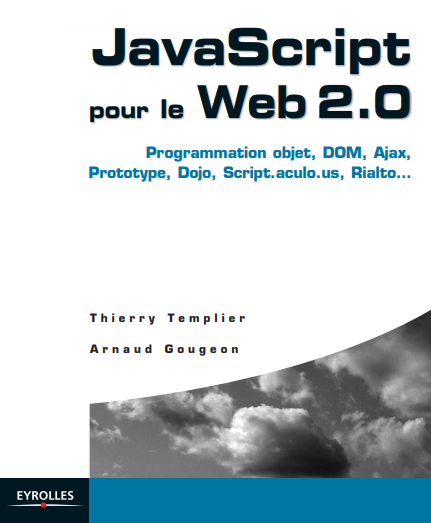 JavaScript
pour le Web 2.0
Programmation objet, DOM, Ajax,
Prototype, Dojo, Script.aculo.us, Rialto...
Thierry Templier
Arnaud Gougeon
EYROLLES